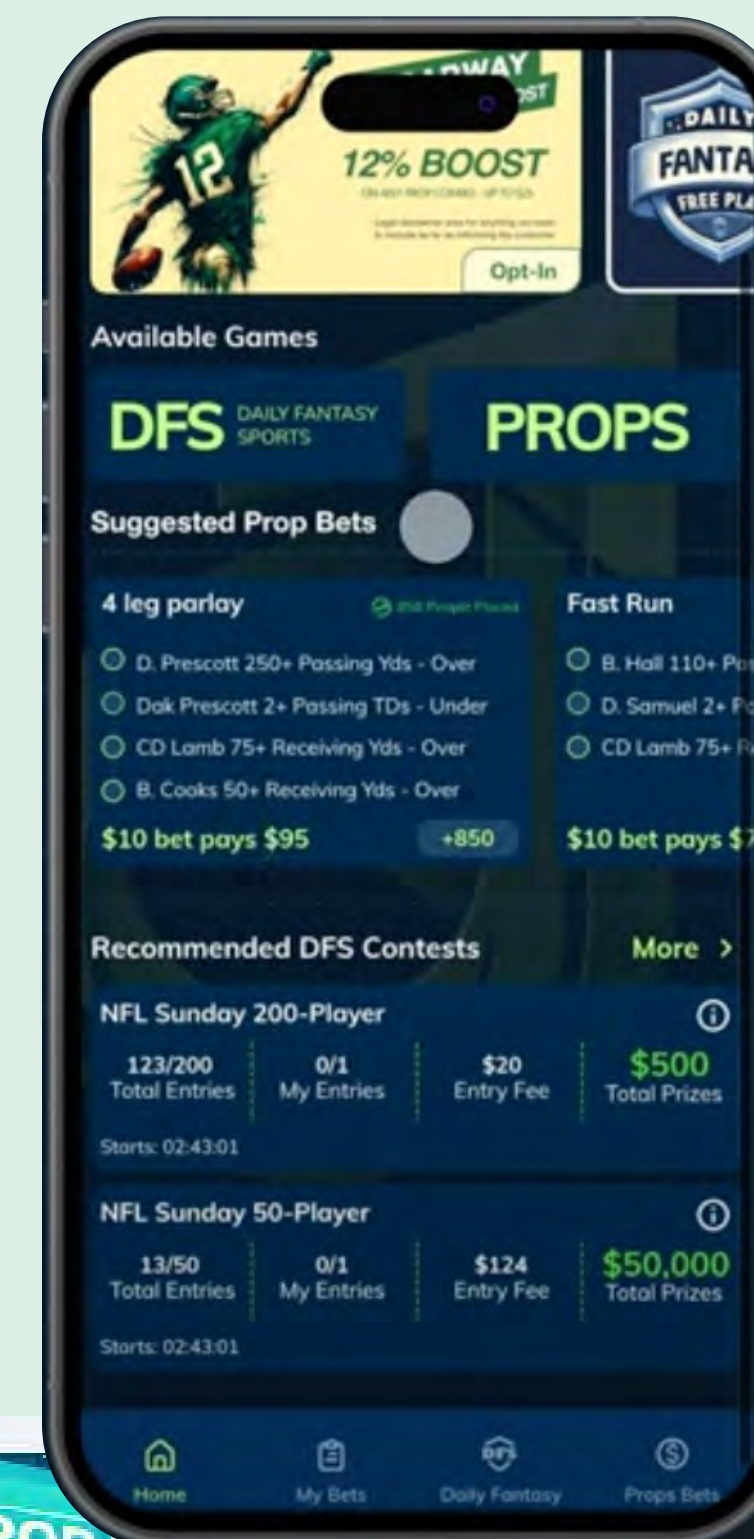 12
12% BOOST
Opt-In
DAILY
FANTA
FREE PLA
Available Games
DFS DAILY FANTASY SPORTS
PROPS
Suggested Prop Bets
4 leg parlay
D. Prescott 250+ Passing Yds - Over
Dak Prescott 2+ Passing TDs - Under
CD Lamb 75+ Receiving Yds - Over
B. Cooks 50+ Receiving Yds - Over
$10 bet pays $95 +850
Fast Run
B. Hall 110+
D. Samuel 2+
CD Lamb 75+
$10 bet pays
Recommended DFS Contests More >
NFL Sunday 200-Player
123/200 0/1 $20 $500
Total Entries My Entries Entry Fee Total Prizes
Starts: 02:43:01
NFL Sunday 50-Player
13/50 0/1 $124 $50,000
Total Entries My Entries Entry Fee Total Prizes
Starts: 02:43:01
Home My Bets Daily Fantasy Props Bets